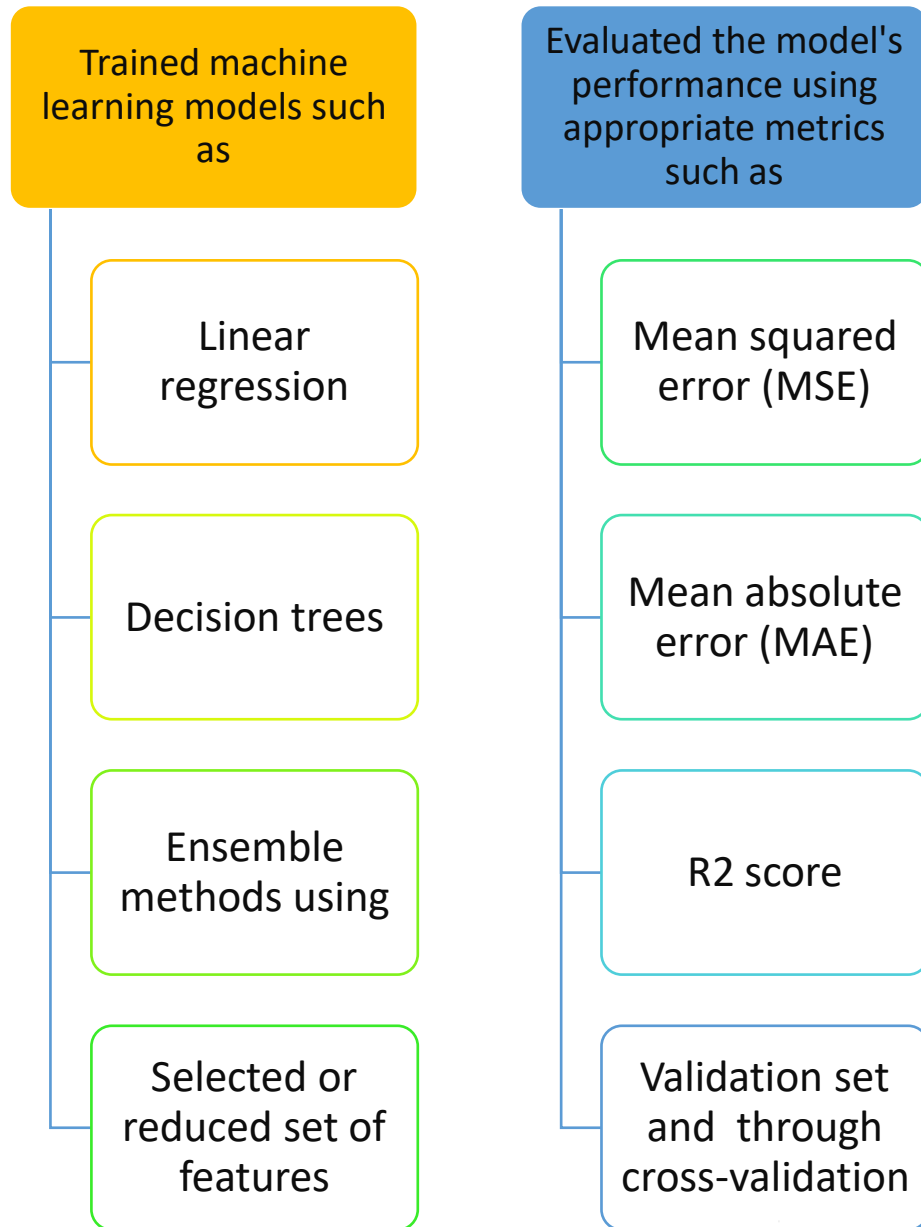 Trained machine
learning models such
as
Linear
regression
Decision trees
Ensemble
methods using
Selected or
reduced set of
features
Evaluated the model's
performance using
appropriate metrics
such as
Mean squared
error (MSE)
Mean absolute
error (MAE)
R2 score
Validation set
and  through
cross-validation